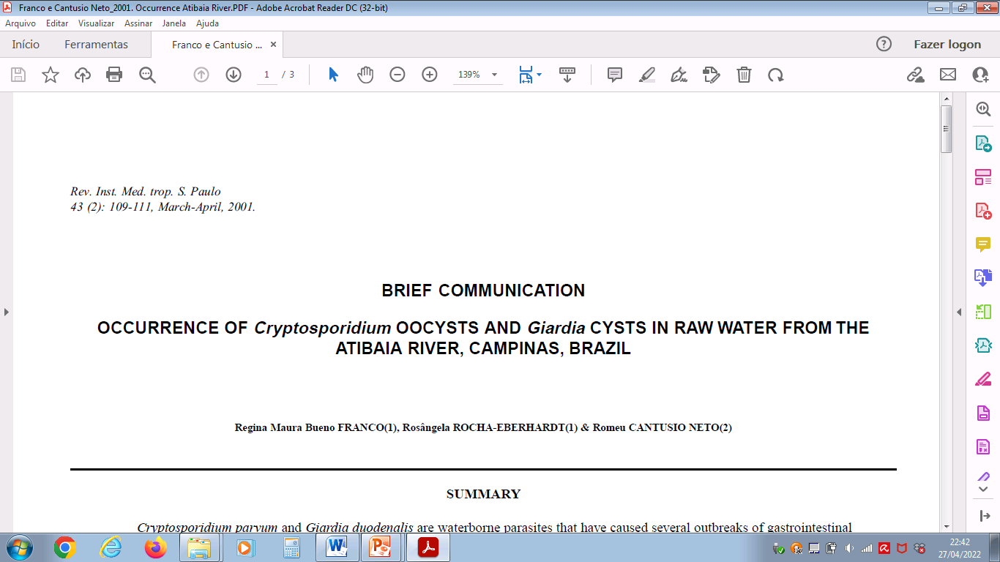 Franco e Cantusio Neto_2001. Occurrence Atibaia River.PDF - Adobe Acrobat Reader DC (32-bit)
Arquivo Editar Visualizar Assinar Janela Ajuda
Início Ferramentas Franco e Cantusio ... × Fazer logon
1 / 3 139%
Rev. Inst. Med. trop. S. Paulo
43 (2): 109-111, March-April, 2001.
BRIEF COMMUNICATION
OCCURRENCE OF Cryptosporidium OOCYSTS AND Giardia CYSTS IN RAW WATER FROM THE
ATIBAIA RIVER, CAMPINAS, BRAZIL
Regina Maura Bueno FRANCO(1), Rosângela ROCHA-EBERHARDT(1) & Romeu CANTUSIO NETO(2)
SUMMARY
Cryptosporidium parvum and Giardia duodenalis are waterborne parasites that have caused several outbreaks of gastrointestinal
22:42
27/04/2022